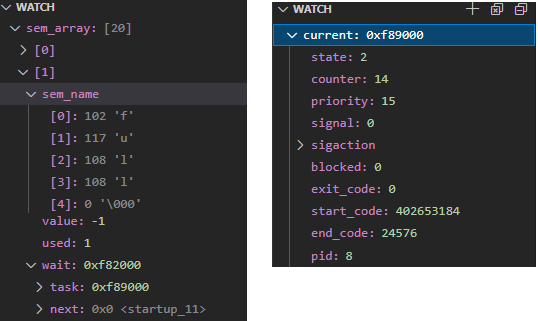 WATCH
sem_array: [20]
[0]
[1]
sem_name
[0]: 102 'f'
[1]: 117 'u'
[2]: 108 'l'
[3]: 108 'l'
[4]: 0 '\000'
value: -1
used: 1
wait: 0xf82000
task: 0xf89000
next: 0x0 <startup_11>
WATCH
current: 0xf89000
state: 2
counter: 14
priority: 15
signal: 0
sigaction
blocked: 0
exit_code: 0
start_code: 402653184
end_code: 24576
pid: 8